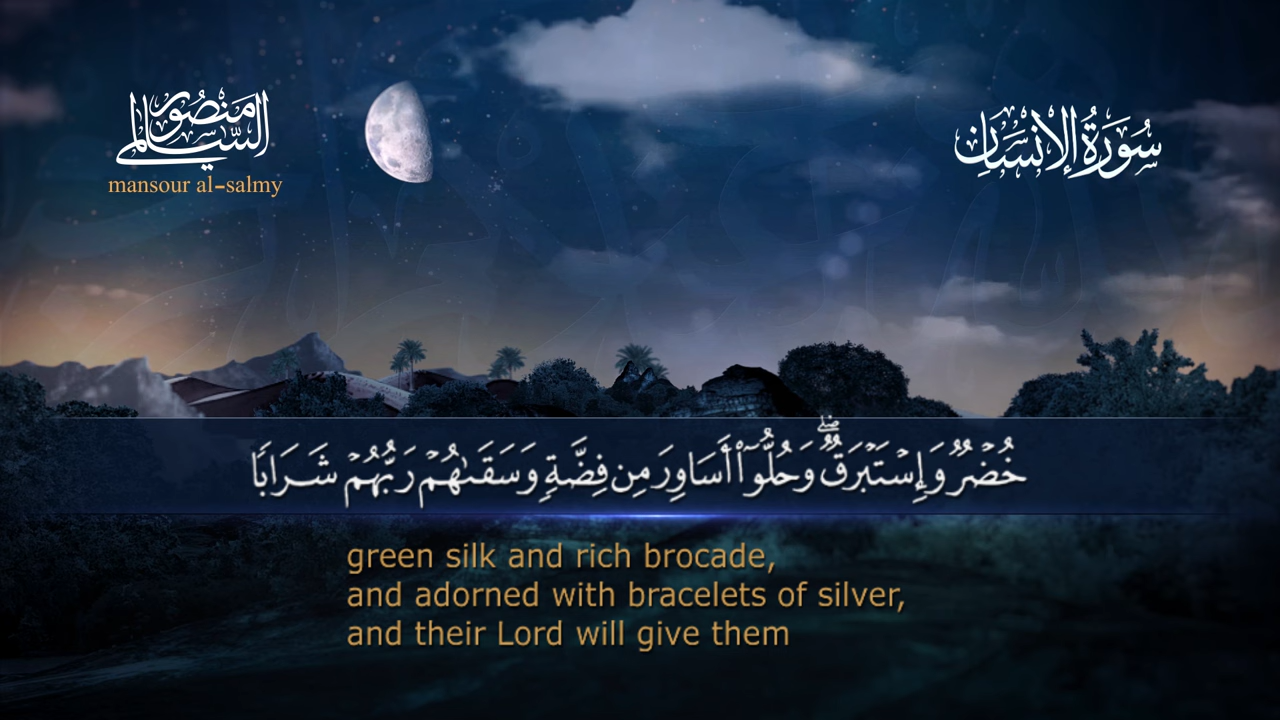 منصور
السالمي
mansour al-salmy
سُورَةُ الإِنسَانِ
خُضْرٌ وَإِسْتَبْرَقٌ ۖ وَحُلُّوٓا۟ أَسَاوِرَ مِن فِضَّةٍ وَسَقَىٰهُمْ رَبُّهُمْ شَرَابًا
green silk and rich brocade,
and adorned with bracelets of silver,
and their Lord will give them